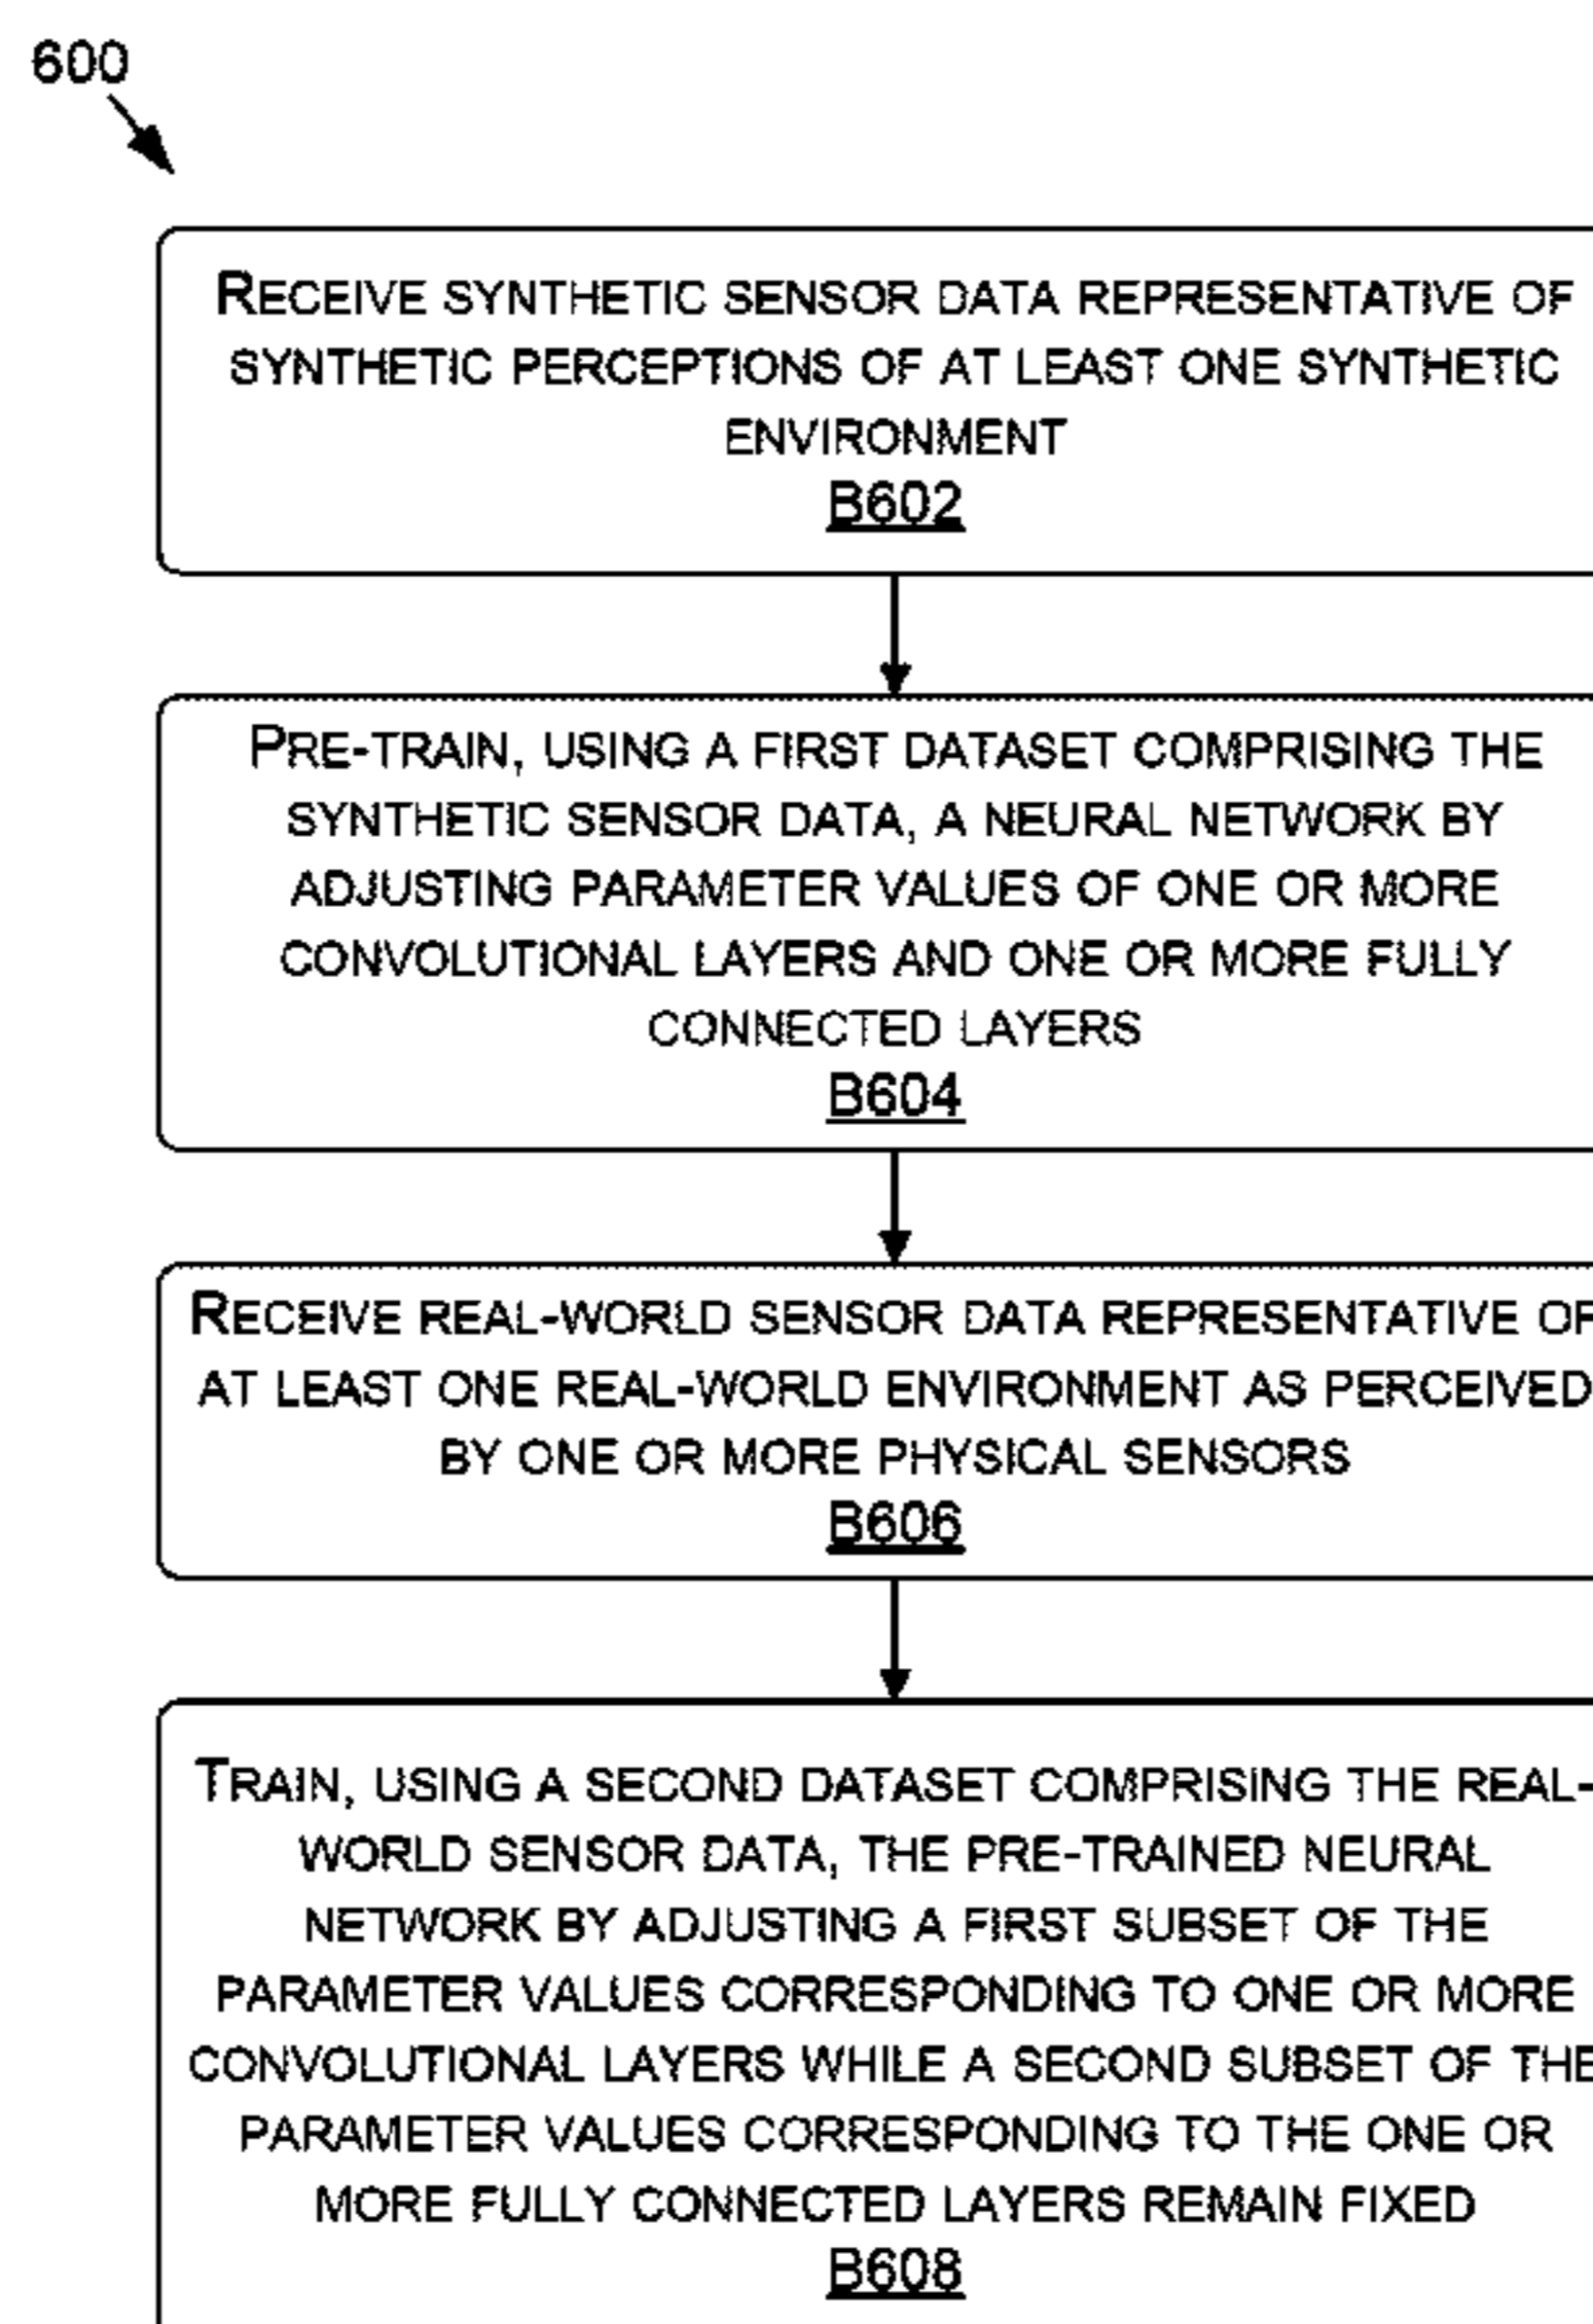 600
RECEIVE SYNTHETIC SENSOR DATA REPRESENTATIVE OF
SYNTHETIC PERCEPTIONS OF AT LEAST ONE SYNTHETIC
ENVIRONMENT
B602
PRE-TRAIN, USING A FIRST DATASET COMPRISING THE
SYNTHETIC SENSOR DATA, A NEURAL NETWORK BY
ADJUSTING PARAMETER VALUES OF ONE OR MORE
CONVOLUTIONAL LAYERS AND ONE OR MORE FULLY
CONNECTED LAYERS
B604
RECEIVE REAL-WORLD SENSOR DATA REPRESENTATIVE OF
AT LEAST ONE REAL-WORLD ENVIRONMENT AS PERCEIVED
BY ONE OR MORE PHYSICAL SENSORS
B606
TRAIN, USING A SECOND DATASET COMPRISING THE REAL-
WORLD SENSOR DATA, THE PRE-TRAINED NEURAL
NETWORK BY ADJUSTING A FIRST SUBSET OF THE
PARAMETER VALUES CORRESPONDING TO ONE OR MORE
CONVOLUTIONAL LAYERS WHILE A SECOND SUBSET OF THE
PARAMETER VALUES CORRESPONDING TO THE ONE OR
MORE FULLY CONNECTED LAYERS REMAIN FIXED
B608